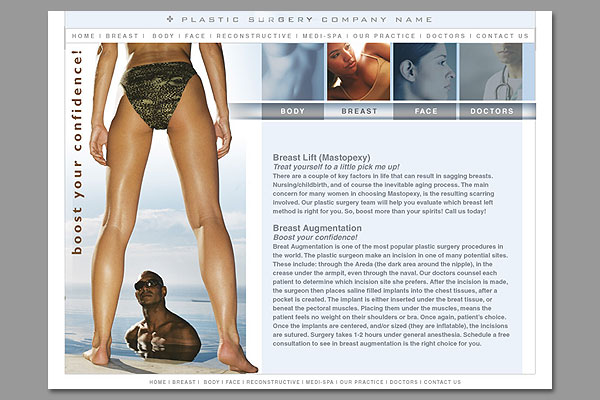 PLASTIC SURGERY COMPANY NAME
HOME | BREAST | BODY | FACE | RECONSTRUCTIVE | MEDI-SPA | OUR PRACTICE | DOCTORS | CONTACT US
boost your confidence!
BODY BREAST FACE DOCTORS
Breast Lift (Mastopexy)
Treat yourself to a little pick me up!
There are a couple of key factors in life that can result in sagging breasts.
Nursing/childbirth, and of course the inevitable aging process. The main
concern for many women in choosing Mastopexy, is the resulting scarring
involved. Our plastic surgery team will help you evaluate which breast left
method is right for you. So, boost more than your spirits! Call us today!
Breast Augmentation
Boost your confidence!
Breat Augmentation is one of the most popular plastic surgery procedures in
the world. The plastic surgeon make an incision in one of many potential sites.
These include: through the Areda (the dark area around the nipple), in the
crease under the armpit, even through the naval. Our doctors counsel each
patient to determine which incision site she prefers. After the incision is made,
the surgeon then places saline filled implants into the chest tissues, after a
pocket is created. The implant is either inserted under the breat tissue, or
beneath the pectoral muscles. Placing them under the muscles, means the
patient feels no weight on their shoulders or bra. Once again, patient's choice.
Once the implants are centered, and/or sized (they are inflatable), the incisions
are sutured. Surgery takes 1-2 hours under general anesthesia. Schedule a free
consultation to see in breast augmentation is the right choice for you.
HOME | BREAST | BODY | FACE | RECONSTRUCTIVE | MEDI-SPA | OUR PRACTICE | DOCTORS | CONTACT US